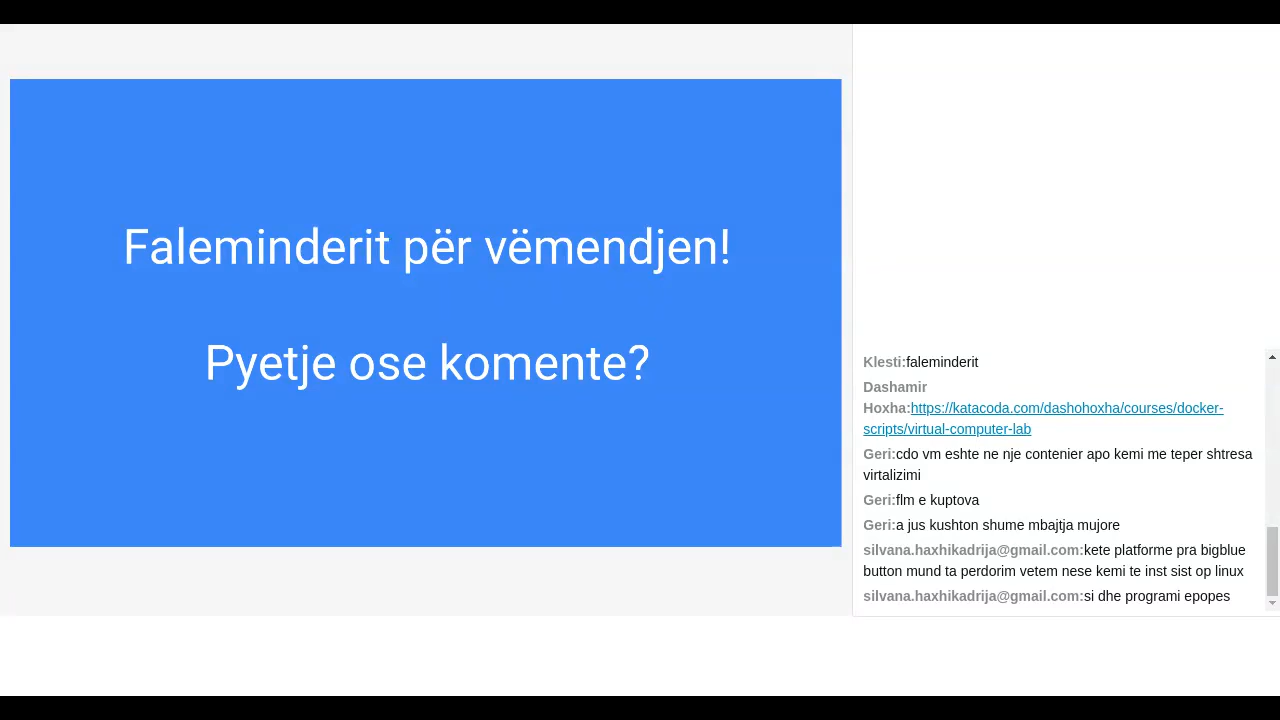 Faleminderit për vëmendjen!
Pyetje ose komente?
Klesti:faleminderit
Dashamir
Hoxha:https://katacoda.com/dashohoxha/courses/docker-
scripts/virtual-computer-lab
Geri:cdo vm eshte ne nje contenier apo kemi me teper shtresa
virtalizimi
Geri:flm e kuptova
Geri:a jus kushton shume mbajtja mujore
silvana.haxhikadrija@gmail.com:kete platforme pra bigblue
button mund ta perdorim vetem nese kemi te inst sist op linux
silvana.haxhikadrija@gmail.com:si dhe programi epopes